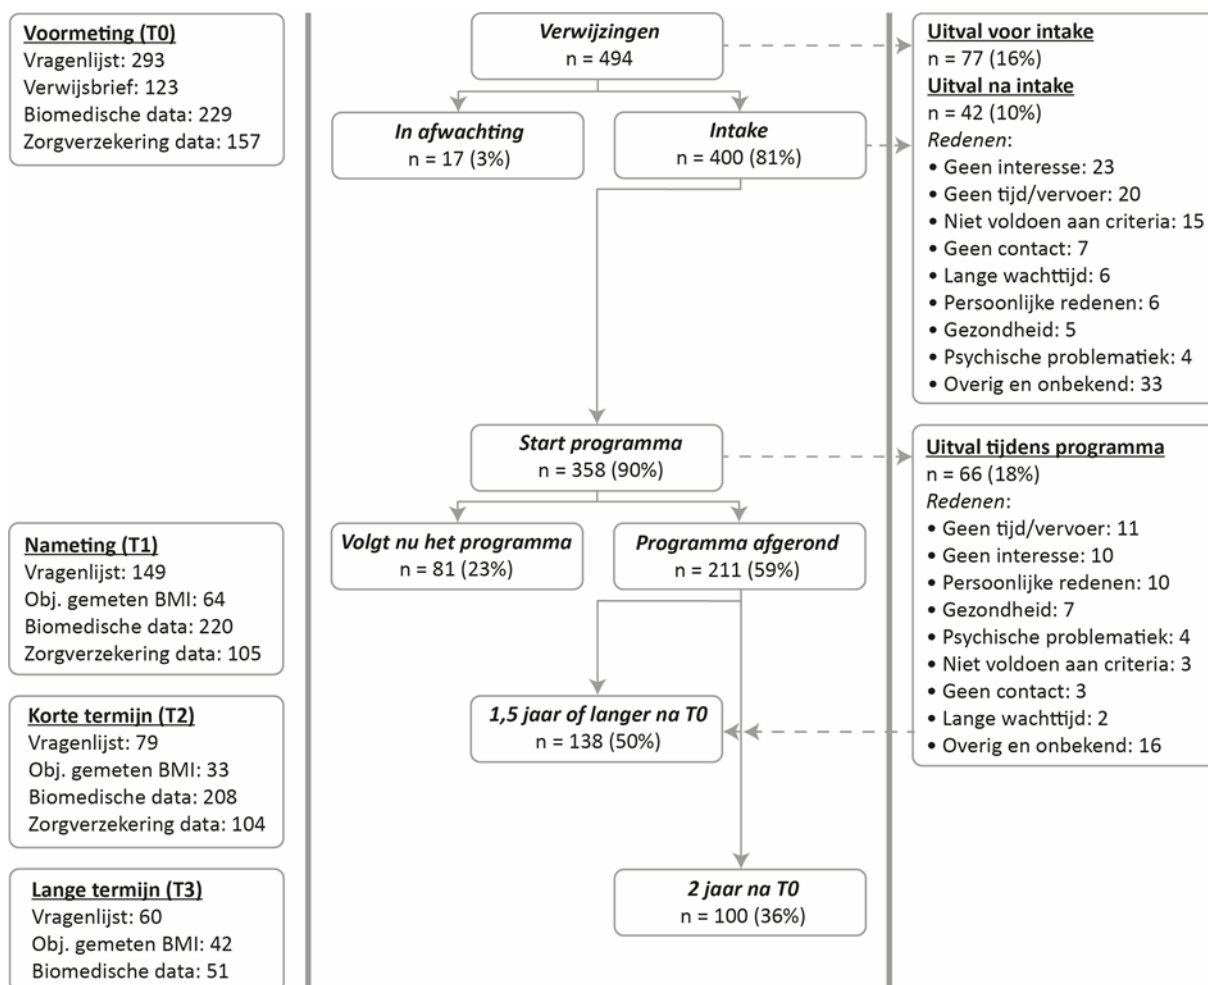 Voormeting (T0)
Vragenlijst: 293
Verwijsbrief: 123
Biomedische data: 229
Zorgverzekering data: 157
Verwijzingen
n = 494
In afwachting
n = 17 (3%)
Intake
n = 400 (81%)
Uitval voor intake
n = 77 (16%)
Uitval na intake
n = 42 (10%)
Redenen:
• Geen interesse: 23
• Geen tijd/vervoer: 20
• Niet voldoen aan criteria: 15
• Geen contact: 7
• Lange wachttijd: 6
• Persoonlijke redenen: 6
• Gezondheid: 5
• Psychische problematiek: 4
• Overig en onbekend: 33
Start programma
n = 358 (90%)
Uitval tijdens programma
n = 66 (18%)
Redenen:
• Geen tijd/vervoer: 11
• Geen interesse: 10
• Persoonlijke redenen: 10
• Gezondheid: 7
• Psychische problematiek: 4
• Niet voldoen aan criteria: 3
• Geen contact: 3
• Lange wachttijd: 2
• Overig en onbekend: 16
Nameting (T1)
Vragenlijst: 149
Obj. gemeten BMI: 64
Biomedische data: 220
Zorgverzekering data: 105
Volgt nu het programma
n = 81 (23%)
Programma afgerond
n = 211 (59%)
Korte termijn (T2)
Vragenlijst: 79
Obj. gemeten BMI: 33
Biomedische data: 208
Zorgverzekering data: 104
1,5 jaar of langer na T0
n = 138 (50%)
Lange termijn (T3)
Vragenlijst: 60
Obj. gemeten BMI: 42
Biomedische data: 51
2 jaar na T0
n = 100 (36%)